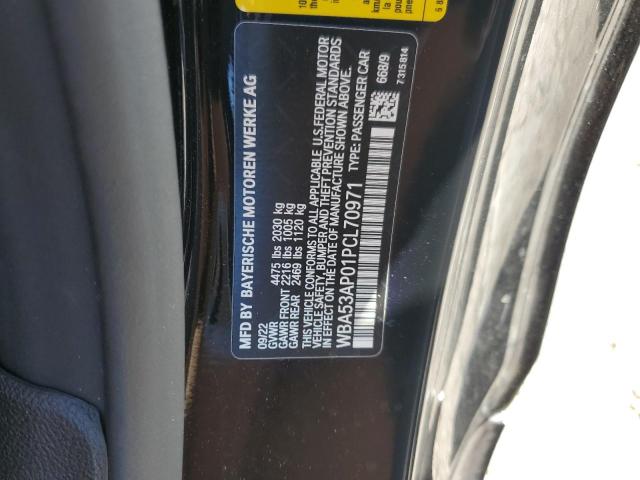 MFD BY BAYERISCHE MOTOREN WERKE AG
09/22
GVWR 4475 lbs 2030 kg
GAWR FRONT 2216 lbs 1005 kg
GAWR REAR 2469 lbs 1120 kg
THIS VEHICLE CONFORMS TO ALL APPLICABLE U.S.FEDERAL MOTOR
VEHICLE SAFETY, BUMPER AND THEFT PREVENTION STANDARDS
IN EFFECT ON THE DATE OF MANUFACTURE SHOWN ABOVE.
WBA53AP01PCL70971 TYPE: PASSENGER CAR
668/9
7 315 814